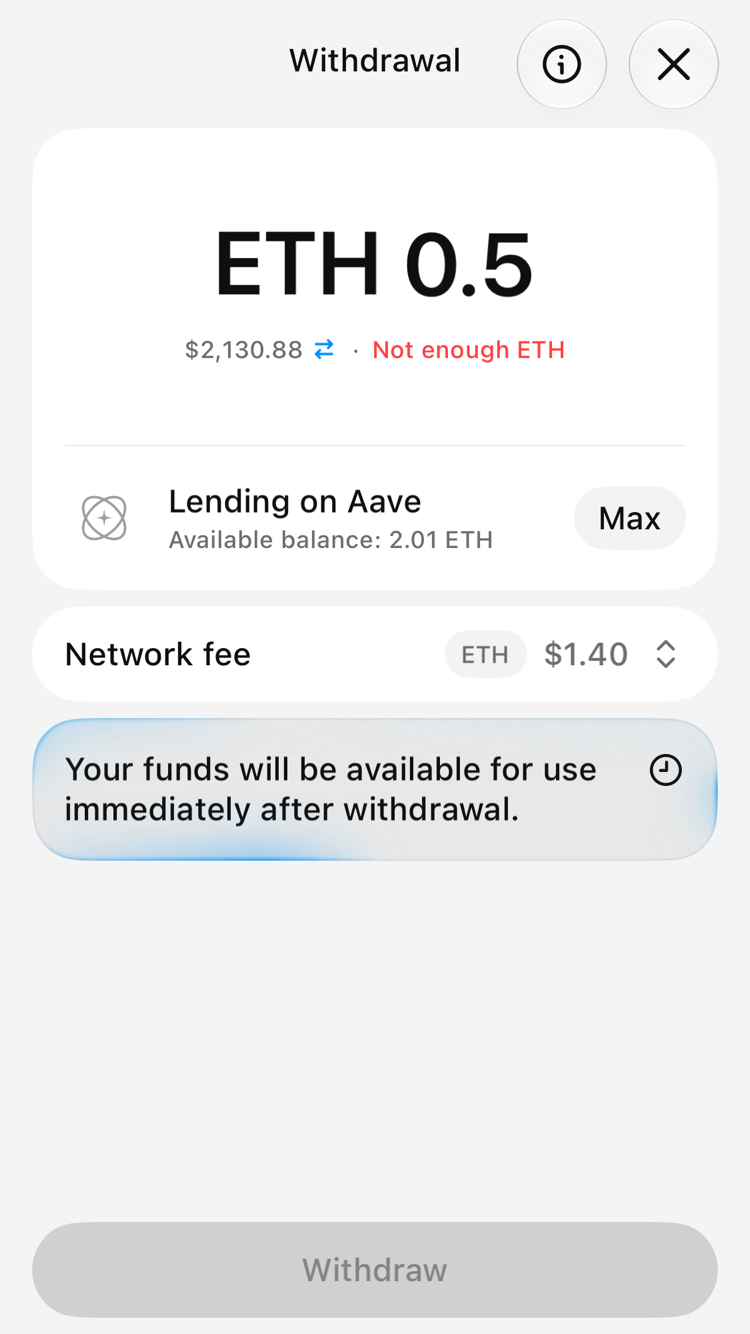 Withdrawal
ETH 0.5
$2,130.88 · Not enough ETH
Lending on Aave
Available balance: 2.01 ETH
Max
Network fee
ETH
$1.40
Your funds will be available for use
immediately after withdrawal.
Withdraw